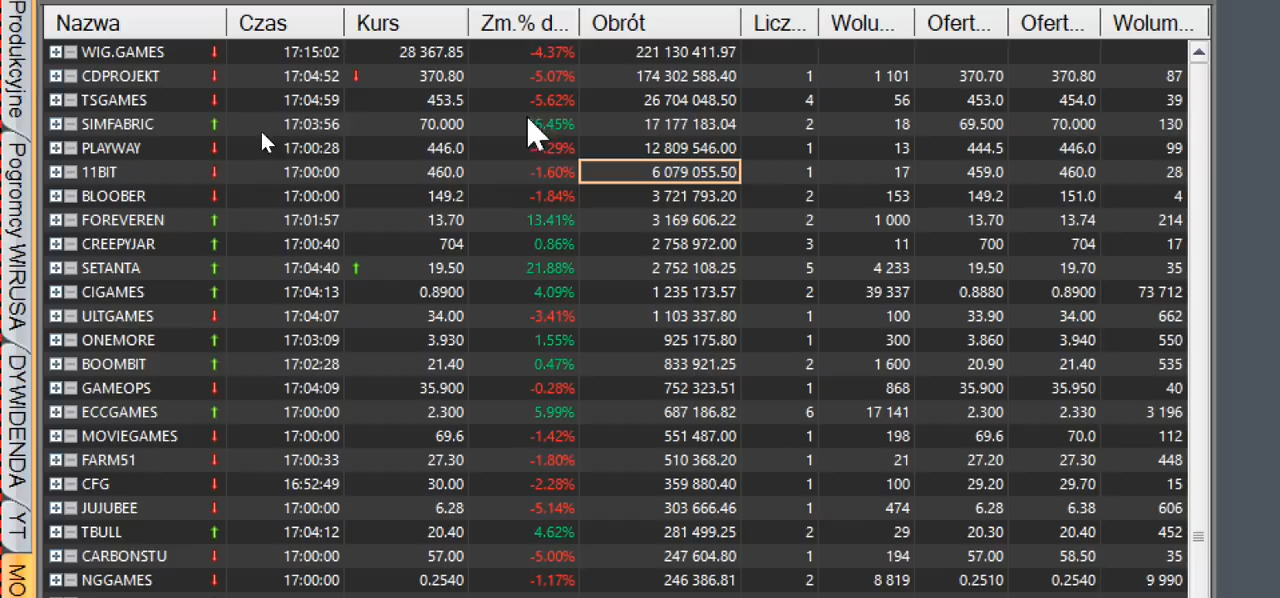 Nazwa Czas Kurs Zm.% d... Obrót Licz... Wolu... Ofert... Ofert... Wolum...
WIG.GAMES 17:15:02 28 367.85 -4.37% 221 130 411.97
CDPROJEKT 17:04:52 370.80 -5.07% 174 302 588.40 1 1 101 370.70 370.80 87
TSGAMES 17:04:59 453.5 -5.62% 26 704 048.50 4 56 453.0 454.0 39
SIMFABRIC 17:03:56 70.000 17 177 183.04 2 18 69.500 70.000 130
PLAYWAY 17:00:28 446.0 12 809 546.00 1 13 444.5 446.0 99
11BIT 17:00:00 460.0 -1.60% 6 079 055.50 1 17 459.0 460.0 28
BLOOBER 17:00:00 149.2 -1.84% 3 721 793.20 2 153 149.2 151.0 4
FOREVEREN 17:01:57 13.70 13.41% 3 169 606.22 2 1 000 13.70 13.74 214
CREEPYJAR 17:00:40 704 0.86% 2 758 972.00 3 11 700 704 17
SETANTA 17:04:40 19.50 21.88% 2 752 108.25 5 4 233 19.50 19.70 35
CIGAMES 17:04:13 0.8900 4.09% 1 235 173.57 2 39 337 0.8880 0.8900 73 712
ULTGAMES 17:04:07 34.00 -3.41% 1 103 337.80 1 100 33.90 34.00 662
ONEMORE 17:03:09 3.930 1.55% 925 175.80 1 300 3.860 3.940 550
BOOMBIT 17:02:28 21.40 0.47% 833 921.25 2 1 600 20.90 21.40 535
GAMEOPS 17:04:09 35.900 -0.28% 752 323.51 1 868 35.900 35.950 40
ECCGAMES 17:00:00 2.300 5.99% 687 186.82 6 17 141 2.300 2.330 3 196
MOVIEGAMES 17:00:00 69.6 -1.42% 551 487.00 1 198 69.6 70.0 112
FARM51 17:00:33 27.30 -1.80% 510 368.20 1 21 27.20 27.30 448
CFG 16:52:49 30.00 -2.28% 359 880.40 1 100 29.20 29.70 15
JUJUBEE 17:00:00 6.28 -5.14% 303 666.46 1 474 6.28 6.38 606
TBULL 17:04:12 20.40 4.62% 281 499.25 2 29 20.30 20.40 452
CARBONSTU 17:00:00 57.00 -5.00% 247 604.80 1 194 57.00 58.50 35
NGGAMES 17:00:00 0.2540 -1.17% 246 386.81 2 8 819 0.2510 0.2540 9 990
Produkcyjne
Pogromcy WIRUSA
DYWIDENDA
YT
MO